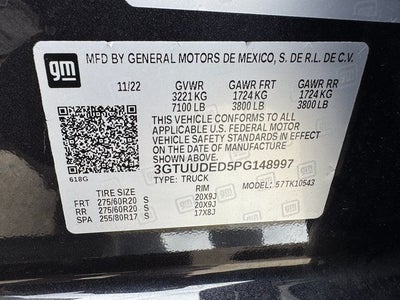 gm
MFD BY GENERAL MOTORS DE MEXICO, S. DE R.L. DE C.V.
11/22 GVWR GAWR FRT GAWR RR
3221 KG 1724 KG 1724 KG
7100 LB 3800 LB 3800 LB
THIS VEHICLE CONFORMS TO ALL
APPLICABLE U.S. FEDERAL MOTOR
VEHICLE SAFETY STANDARDS IN EFFECT
ON THE DATE OF MANUFACTURE
SHOWN ABOVE.
3GTUUDED5PG148997
618G TYPE: TRUCK MODEL: 57TK10543
TIRE SIZE RIM
FRT 275/60R20 S 20X9J
RR 275/60R20 S 20X9J
SPA 255/80R17 S 17X8J